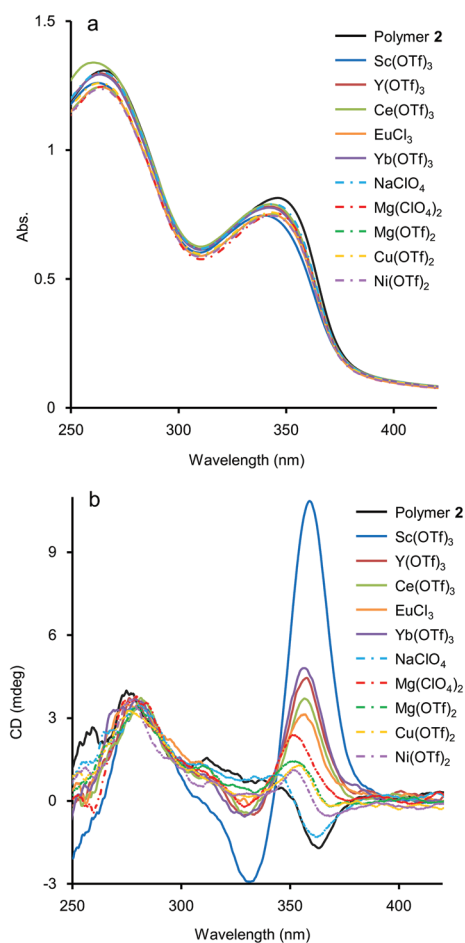 a
1.5
1
0.5
0
Abs.
250 300 350 400
Wavelength (nm)
Polymer 2
Sc(OTf)3
Y(OTf)3
Ce(OTf)3
EuCl3
Yb(OTf)3
NaClO4
Mg(ClO4)2
Mg(OTf)2
Cu(OTf)2
Ni(OTf)2
b
9
6
3
0
-3
CD (mdeg)
250 300 350 400
Wavelength (nm)
Polymer 2
Sc(OTf)3
Y(OTf)3
Ce(OTf)3
EuCl3
Yb(OTf)3
NaClO4
Mg(ClO4)2
Mg(OTf)2
Cu(OTf)2
Ni(OTf)2